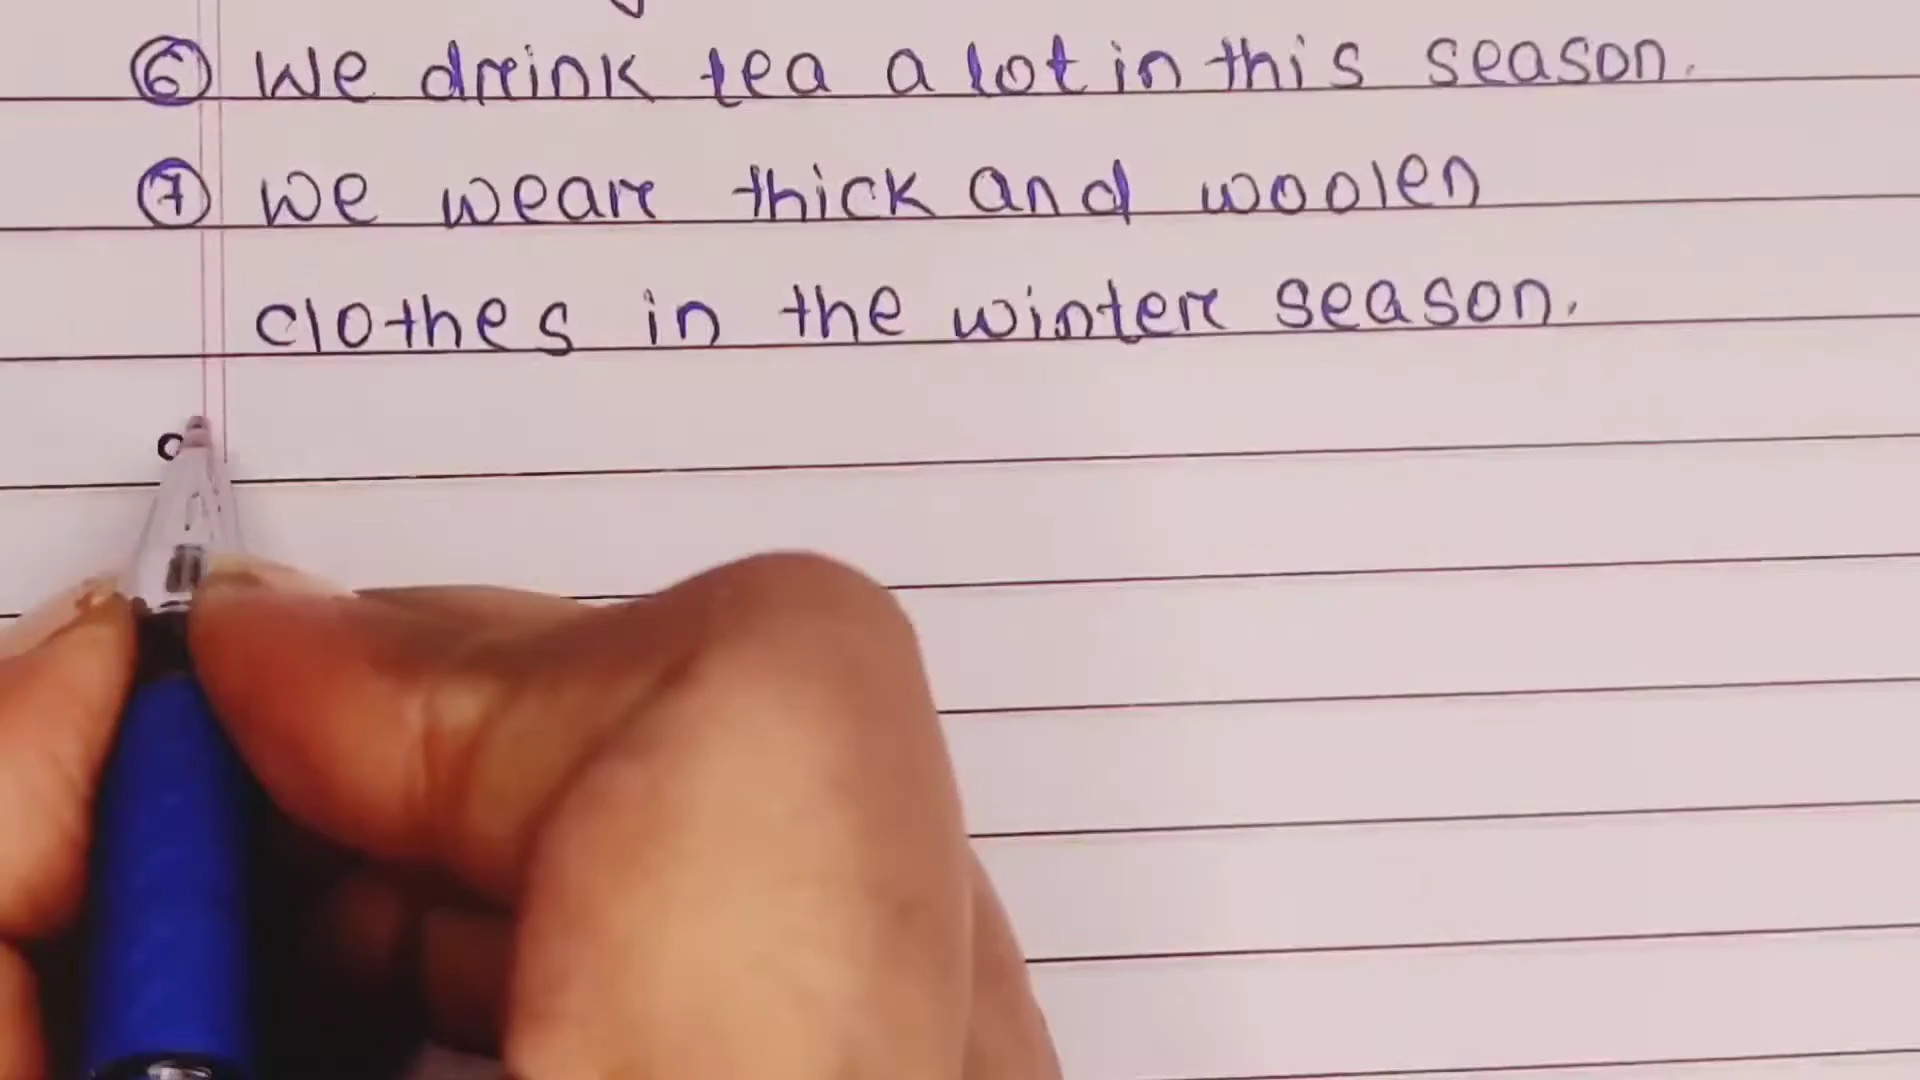 ⑥ We drink tea a lot in this season.
⑦ We wear thick and woolen
clothes in the winter season.